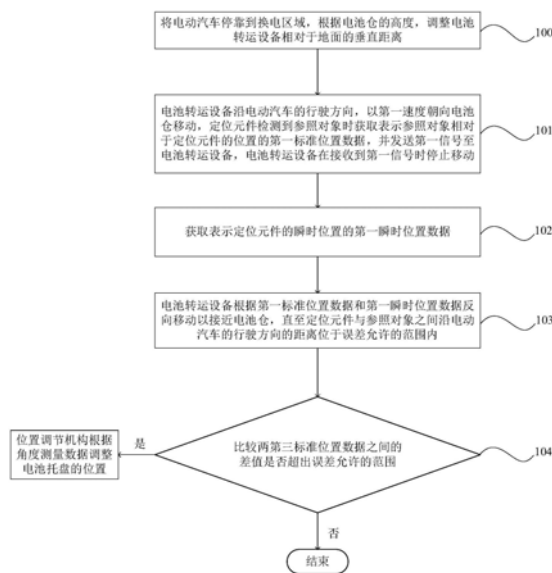 将电动汽车停靠到换电区域，根据电池仓的高度，调整电池
转运设备相对于地面的垂直距离
100
电池转运设备沿电动汽车的行驶方向，以第一速度朝向电池
仓移动，定位元件检测到参照对象时获取表示参照对象相对
于定位元件的位置的第一标准位置数据，并发送第一信号至
电池转运设备，电池转运设备在接收到第一信号时停止移动
101
获取表示定位元件的瞬时位置的第一瞬时位置数据
102
电池转运设备根据第一标准位置数据和第一瞬时位置数据反
向移动以接近电池仓，直至定位元件与参照对象之间沿电动
汽车的行驶方向的距离位于误差允许的范围内
103
位置调节机构根据
角度测量数据调整
电池托盘的位置
是
比较两第三标准位置数据之间的
差值是否超出误差允许的范围
104
否
结束